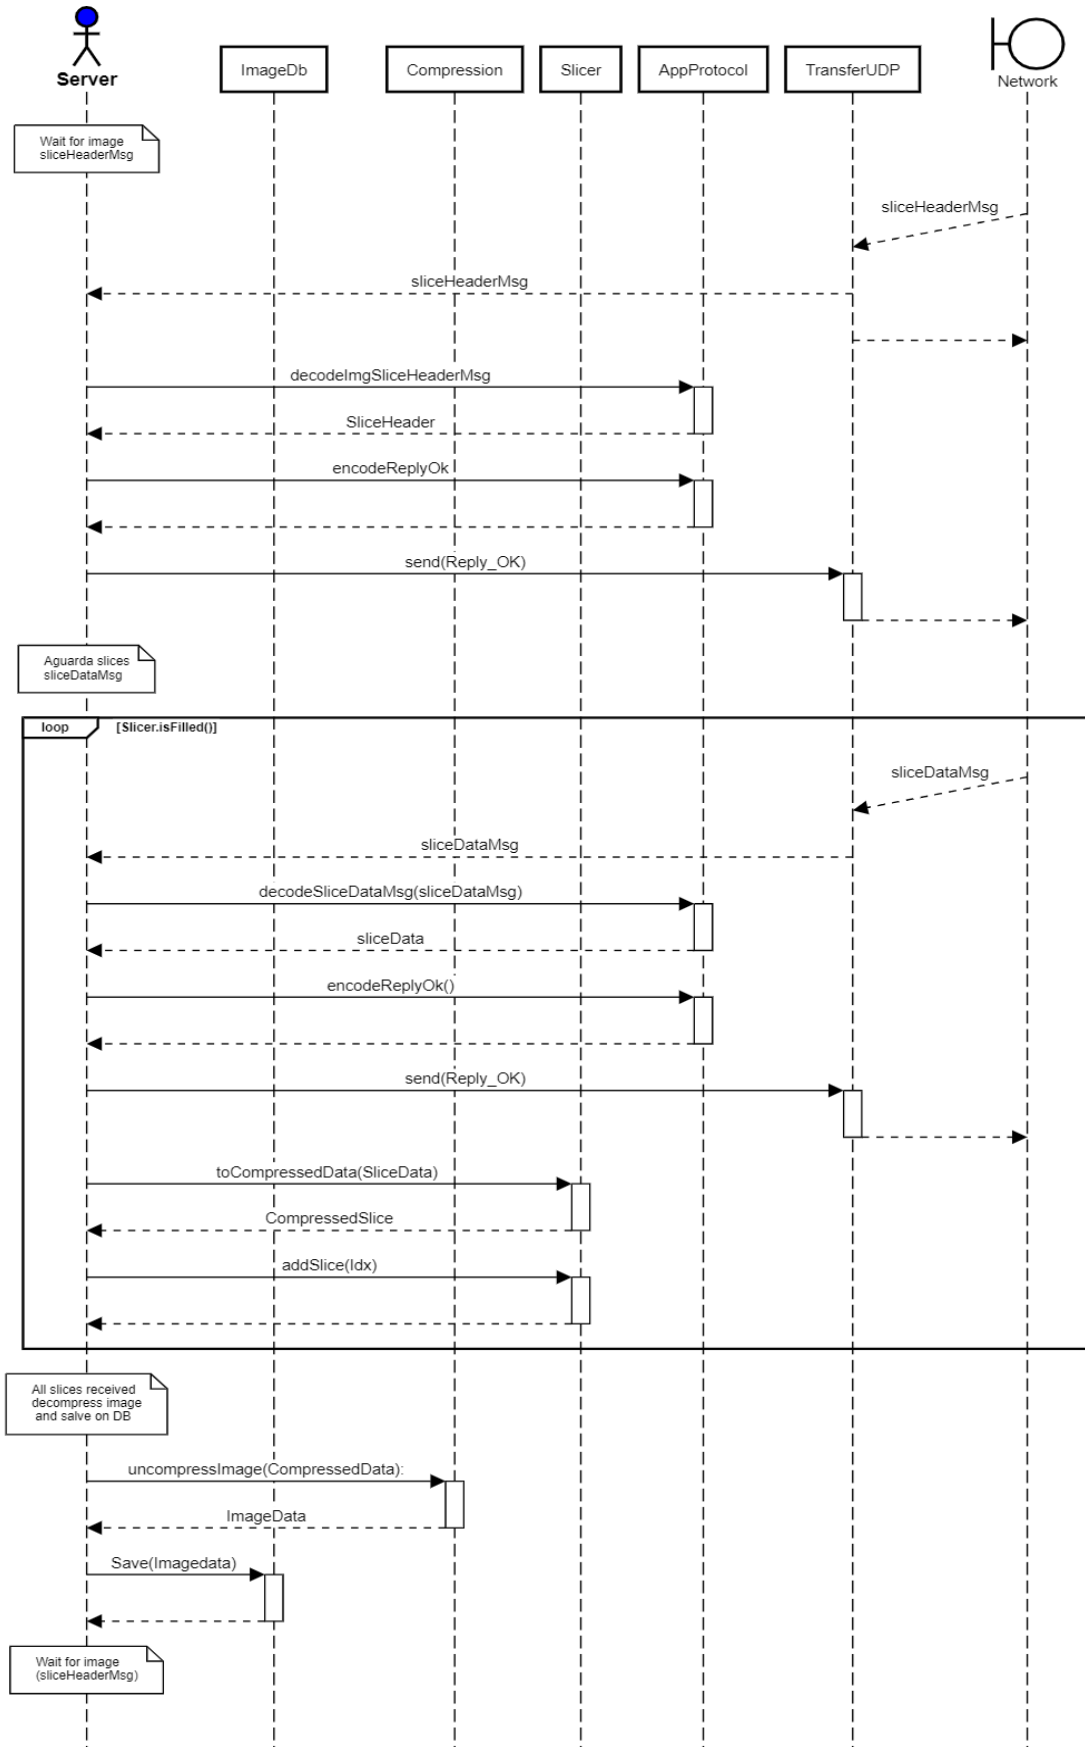 Server
ImageDb
Compression
Slicer
AppProtocol
TransferUDP
Network
Wait for image
sliceHeaderMsg
sliceHeaderMsg
sliceHeaderMsg
decodeImgSliceHeaderMsg
SliceHeader
encodeReplyOk
send(Reply_OK)
Aguarda slices
sliceDataMsg
loop
[Slicer.isFilled()]
sliceDataMsg
sliceDataMsg
decodeSliceDataMsg(sliceDataMsg)
sliceData
encodeReplyOk()
send(Reply_OK)
toCompressedData(SliceData)
CompressedSlice
addSlice(Idx)
All slices received
decompress image
and salve on DB
uncompressImage(CompressedData):
ImageData
Save(Imagedata)
Wait for image
(sliceHeaderMsg)